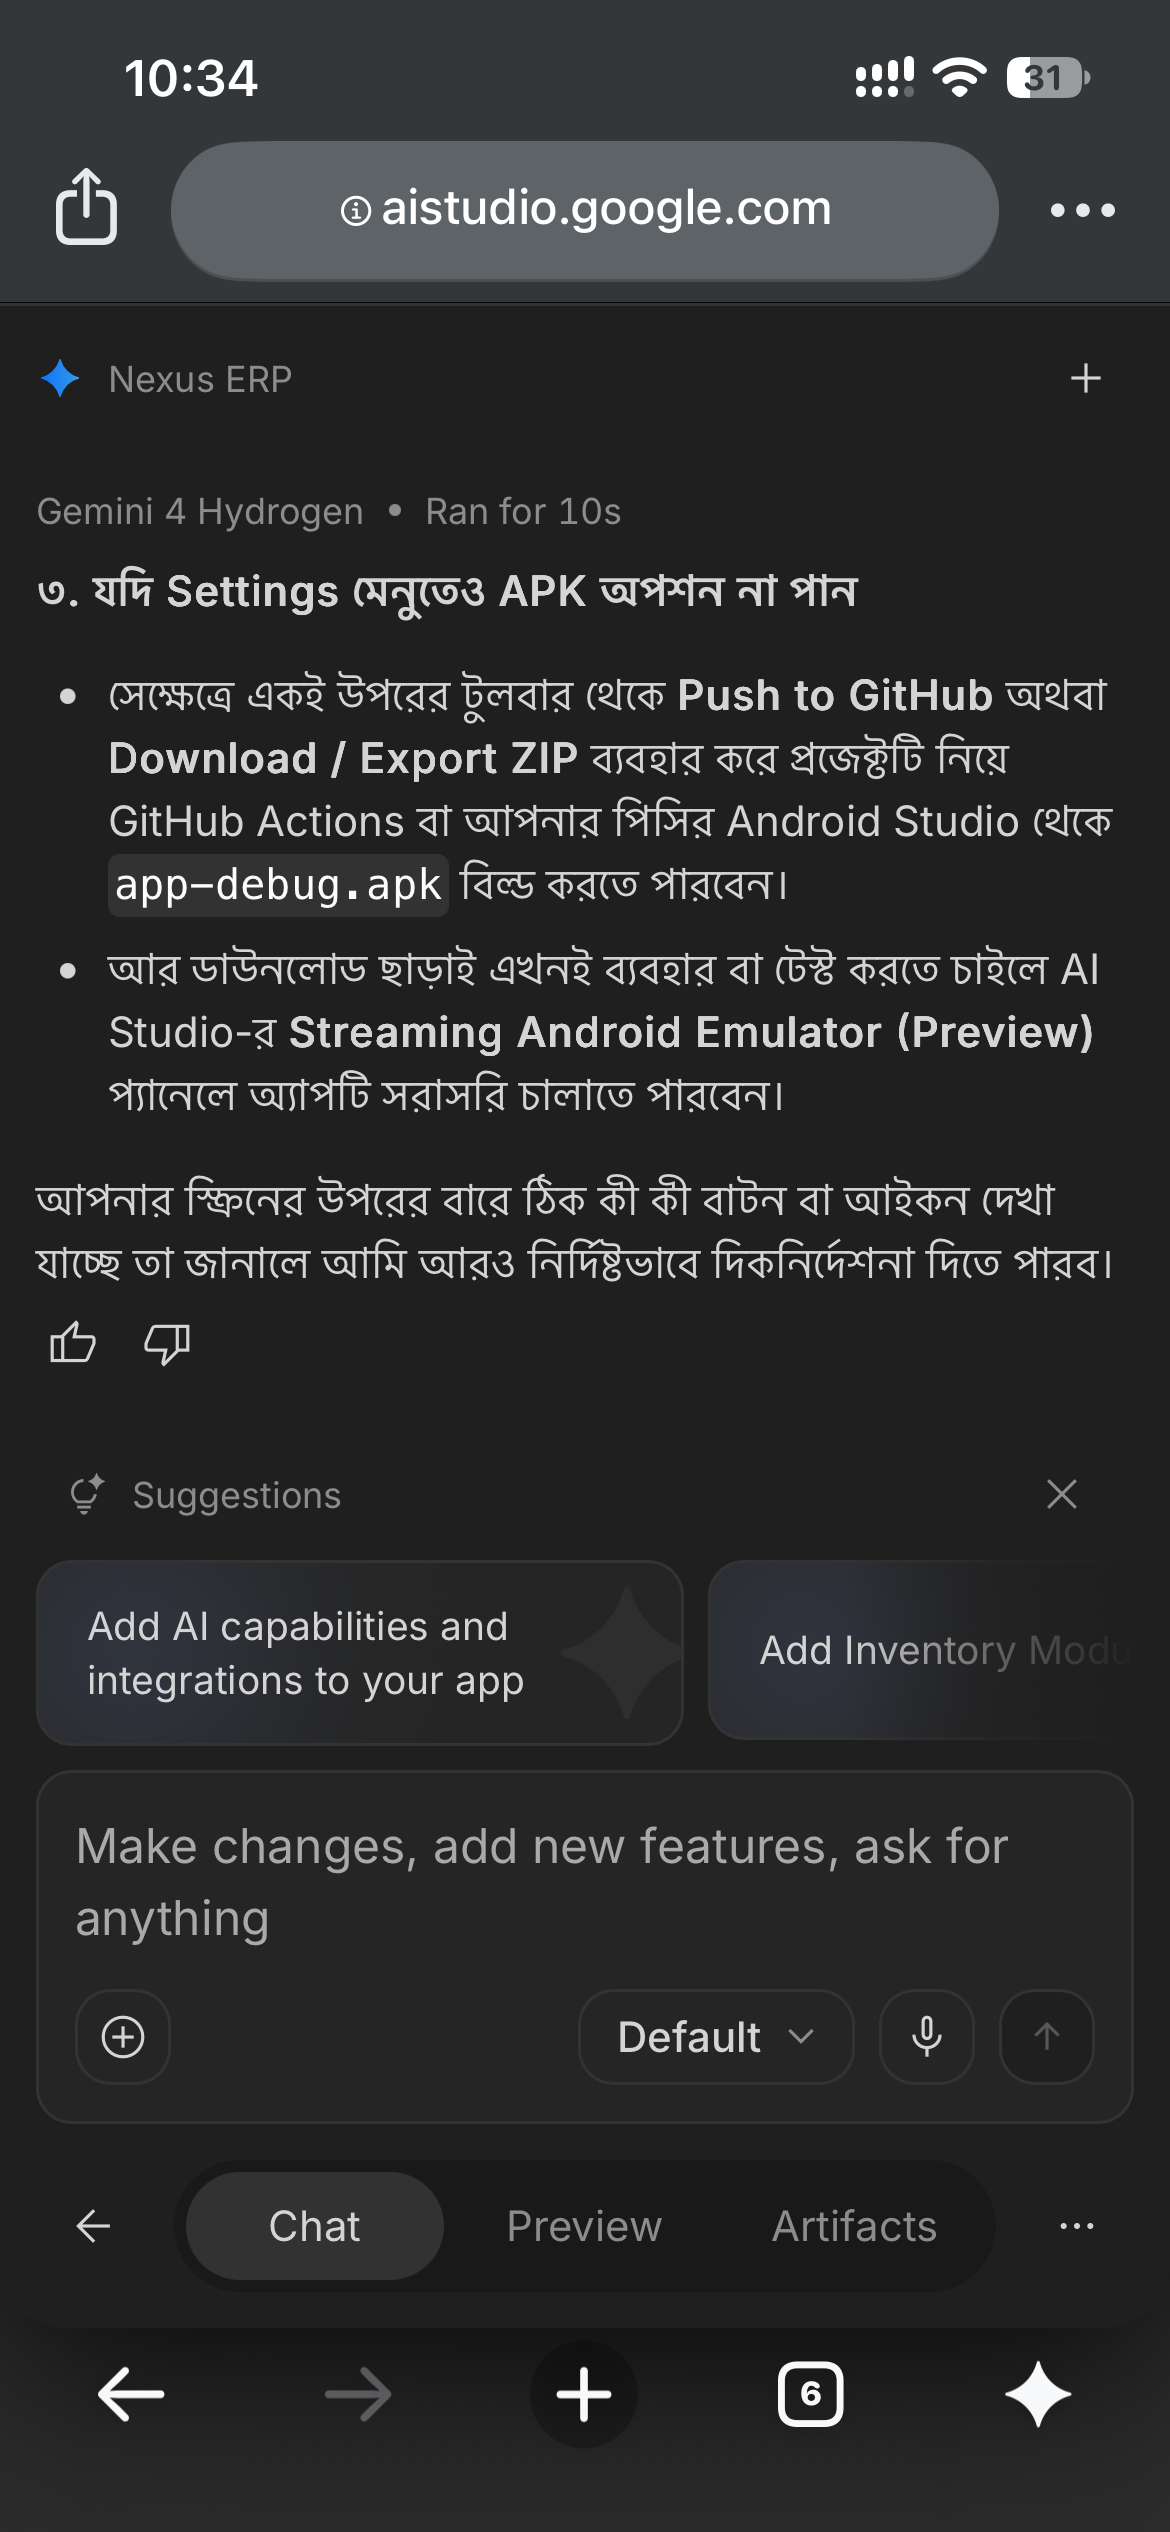 10:34
31
aistudio.google.com
Nexus ERP
Gemini 4 Hydrogen • Ran for 10s
৩. যদি Settings মেনুতেও APK অপশন না পান
• সেক্ষেত্রে একই উপরের টুলবার থেকে Push to GitHub অথবা
Download / Export ZIP ব্যবহার করে প্রজেক্টটি নিয়ে
GitHub Actions বা আপনার পিসির Android Studio থেকে
app-debug.apk বিল্ড করতে পারবেন।
• আর ডাউনলোড ছাড়াই এখনই ব্যবহার বা টেস্ট করতে চাইলে AI
Studio-র Streaming Android Emulator (Preview)
প্যানেলে অ্যাপটি সরাসরি চালাতে পারবেন।
আপনার স্ক্রিনের উপরের বারে ঠিক কী কী বাটন বা আইকন দেখা
যাচ্ছে তা জানালে আমি আরও নির্দিষ্টভাবে দিকনির্দেশনা দিতে পারব।
Suggestions
Add AI capabilities and
integrations to your app
Add Inventory Modu
Make changes, add new features, ask for
anything
Default
Chat
Preview
Artifacts
6